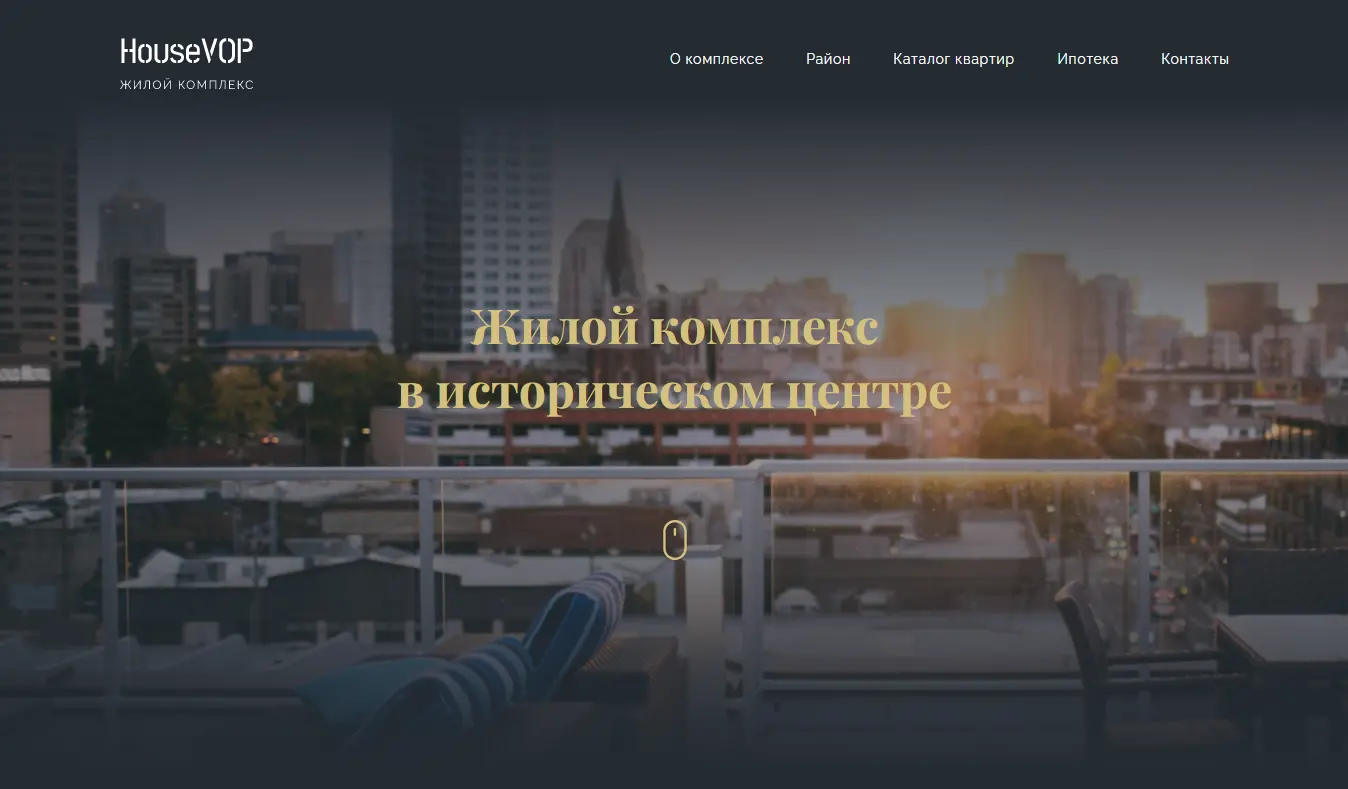 HouseVOP
ЖИЛОЙ КОМПЛЕКС
О комплексе
Район
Каталог квартир
Ипотека
Контакты
Жилой комплекс
в историческом центре